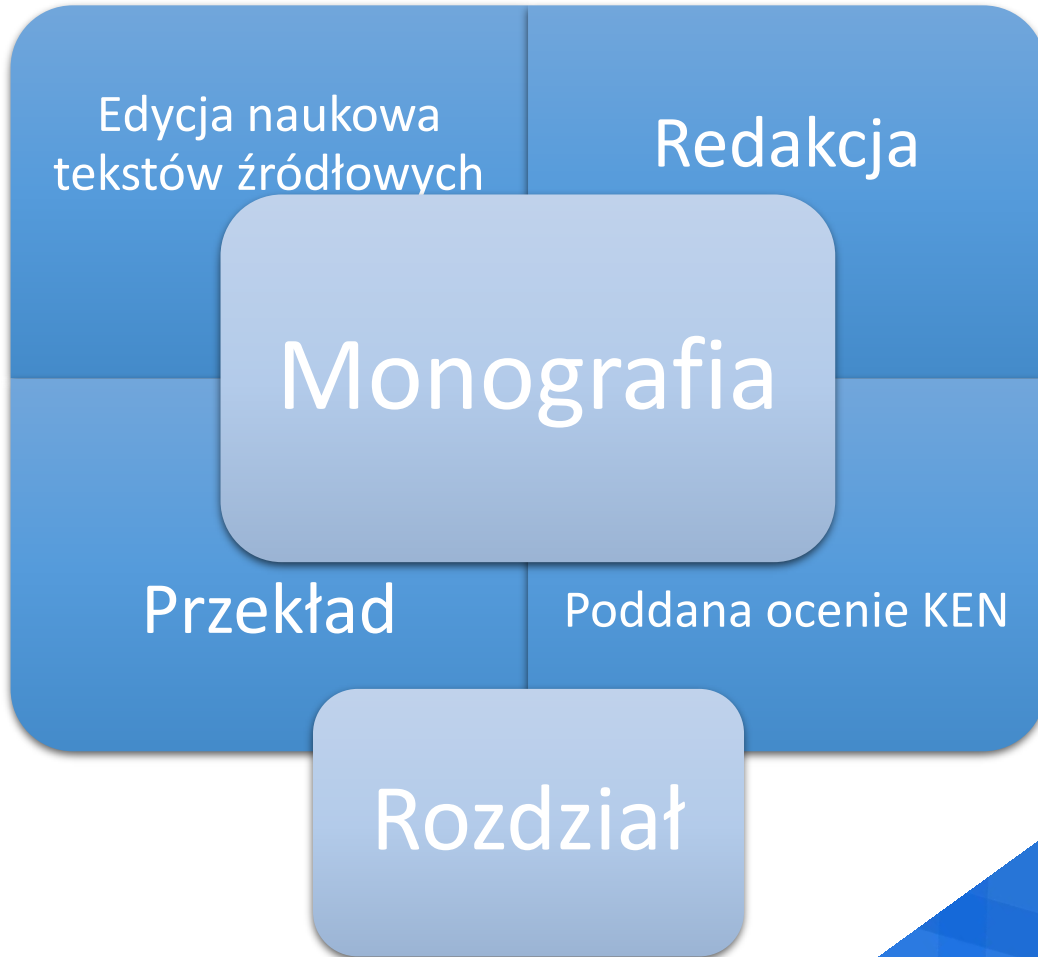 Edycja naukowa
tekstów źródłowych
Redakcja
Monografia
Przekład
Poddana ocenie KEN
Rozdział